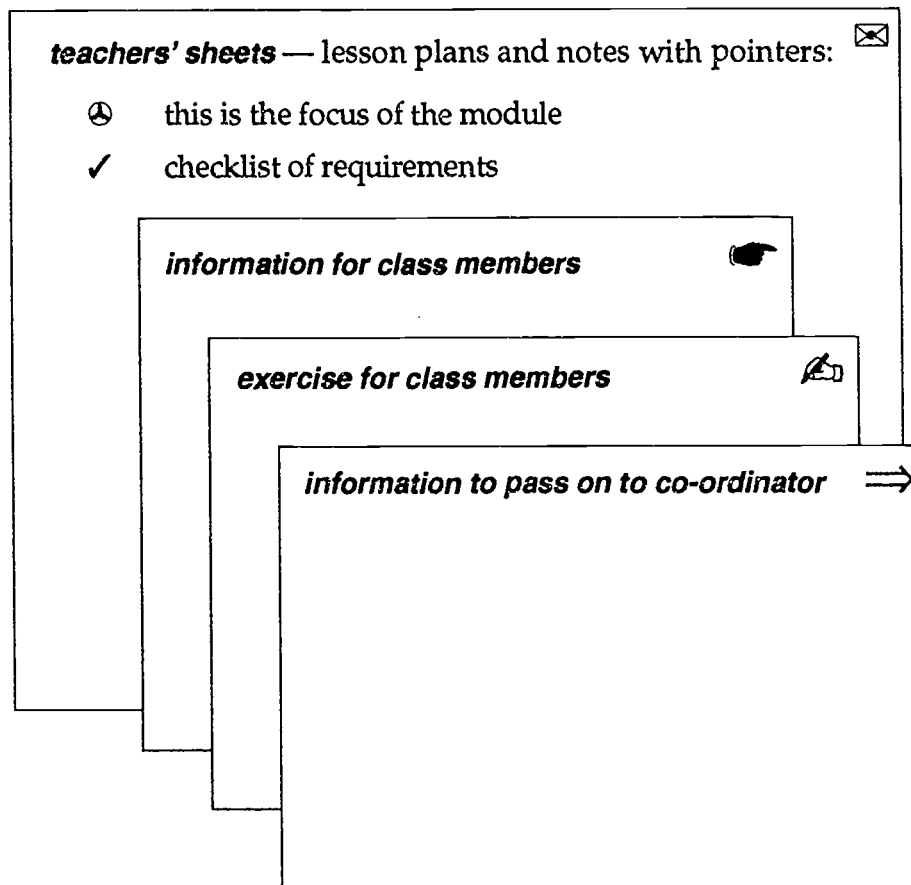 teachers' sheets — lesson plans and notes with pointers: ✉
✇ this is the focus of the module
✓ checklist of requirements
information for class members ☛
exercise for class members ✍
information to pass on to co-ordinator ⇒